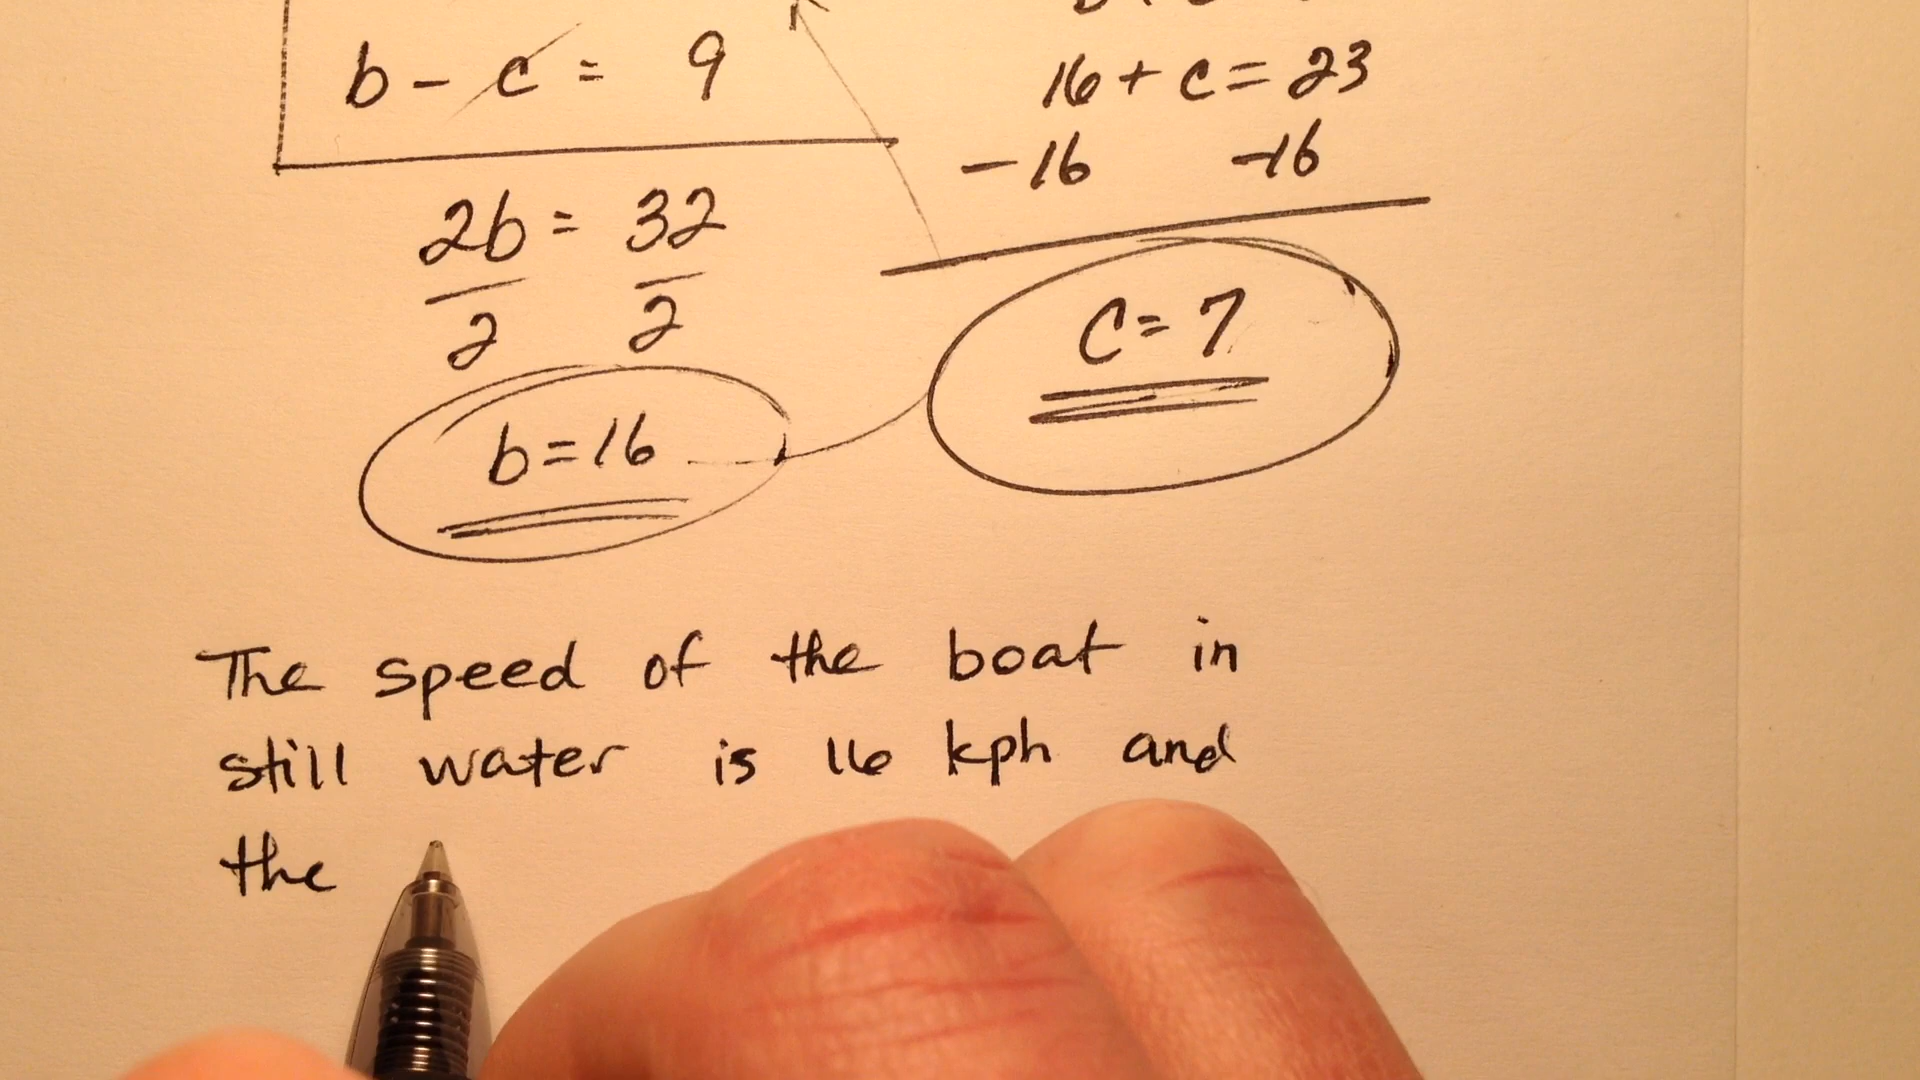 b - c = 9
2b = 32
2 2
b = 16
16 + c = 23
-16 -16
c = 7
The speed of the boat in
still water is 16 kph and
the